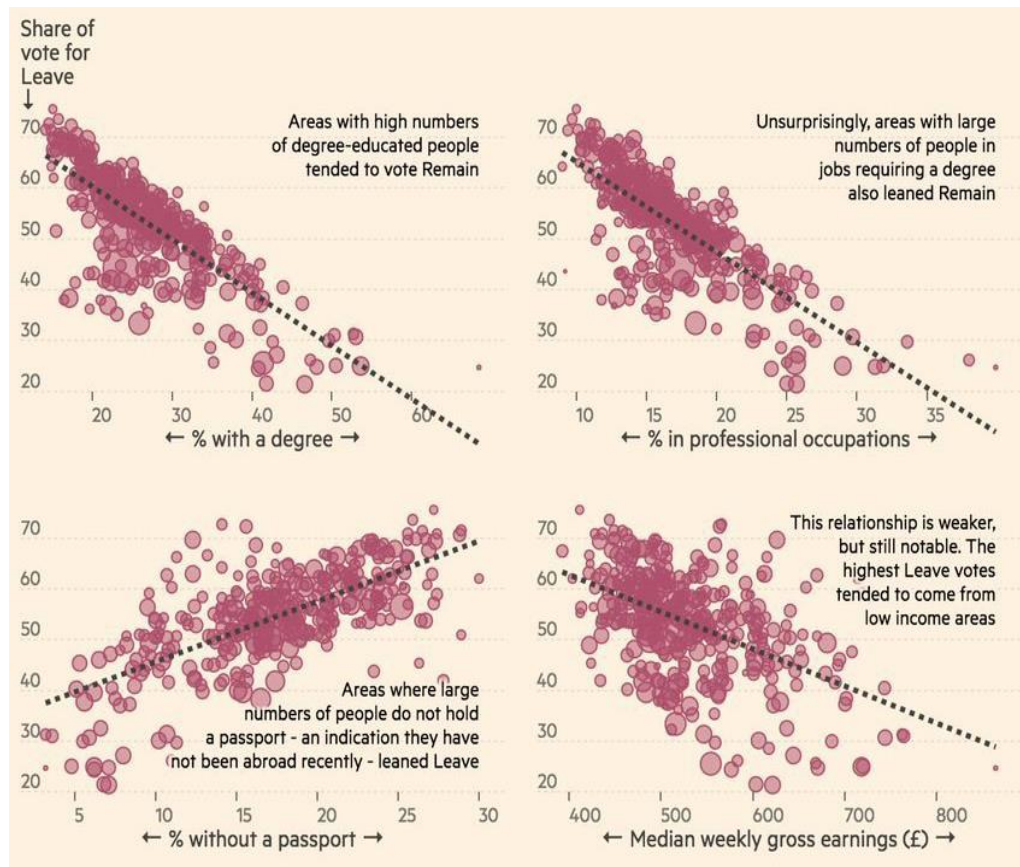 Share of
vote for
Leave
↓
Areas with high numbers
of degree-educated people
tended to vote Remain
70
60
50
40
30
20
20 30 40 50 60
← % with a degree →
Unsurprisingly, areas with large
numbers of people in
jobs requiring a degree
also leaned Remain
70
60
50
40
30
20
10 15 20 25 30 35
← % in professional occupations →
70
60
50
40
30
20
Areas where large
numbers of people do not hold
a passport - an indication they have
not been abroad recently - leaned Leave
5 10 15 20 25 30
← % without a passport →
This relationship is weaker,
but still notable. The
highest Leave votes
tended to come from
low income areas
70
60
50
40
30
20
400 500 600 700 800
← Median weekly gross earnings (£) →